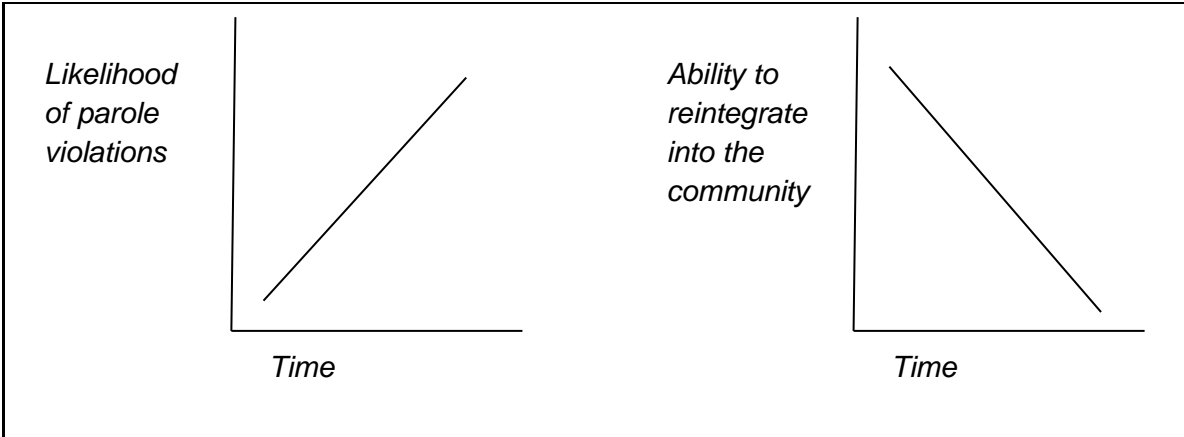 Likelihood
of parole
violations
Time
Ability to
reintegrate
into the
community
Time